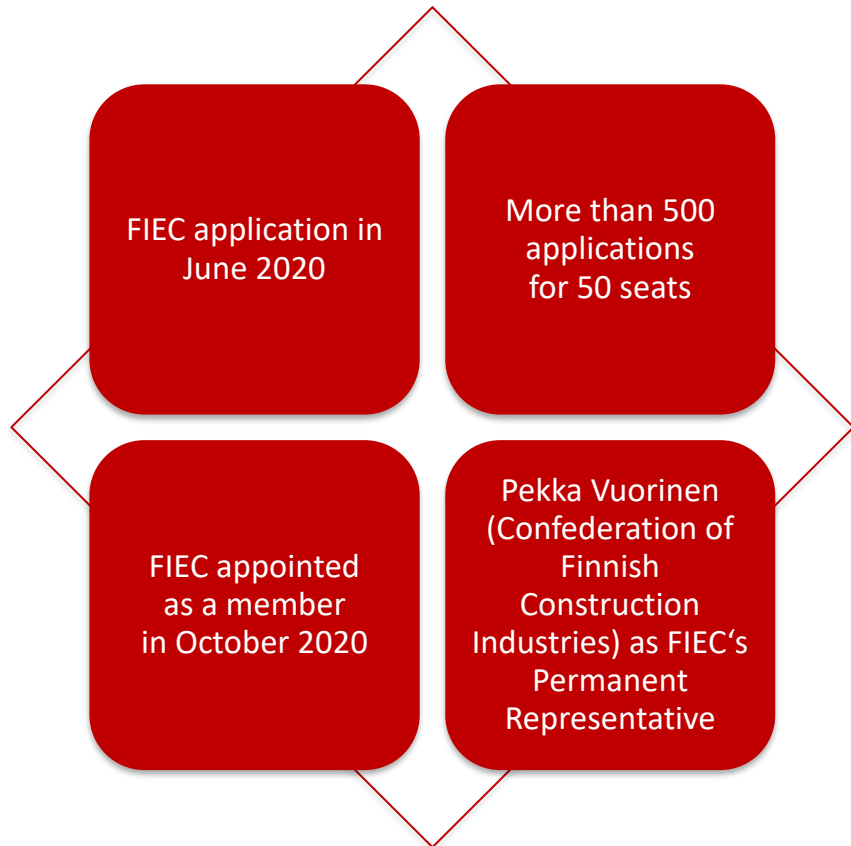 FIEC application in
June 2020
More than 500
applications
for 50 seats
FIEC appointed
as a member
in October 2020
Pekka Vuorinen
(Confederation of
Finnish
Construction
Industries) as FIEC‘s
Permanent
Representative